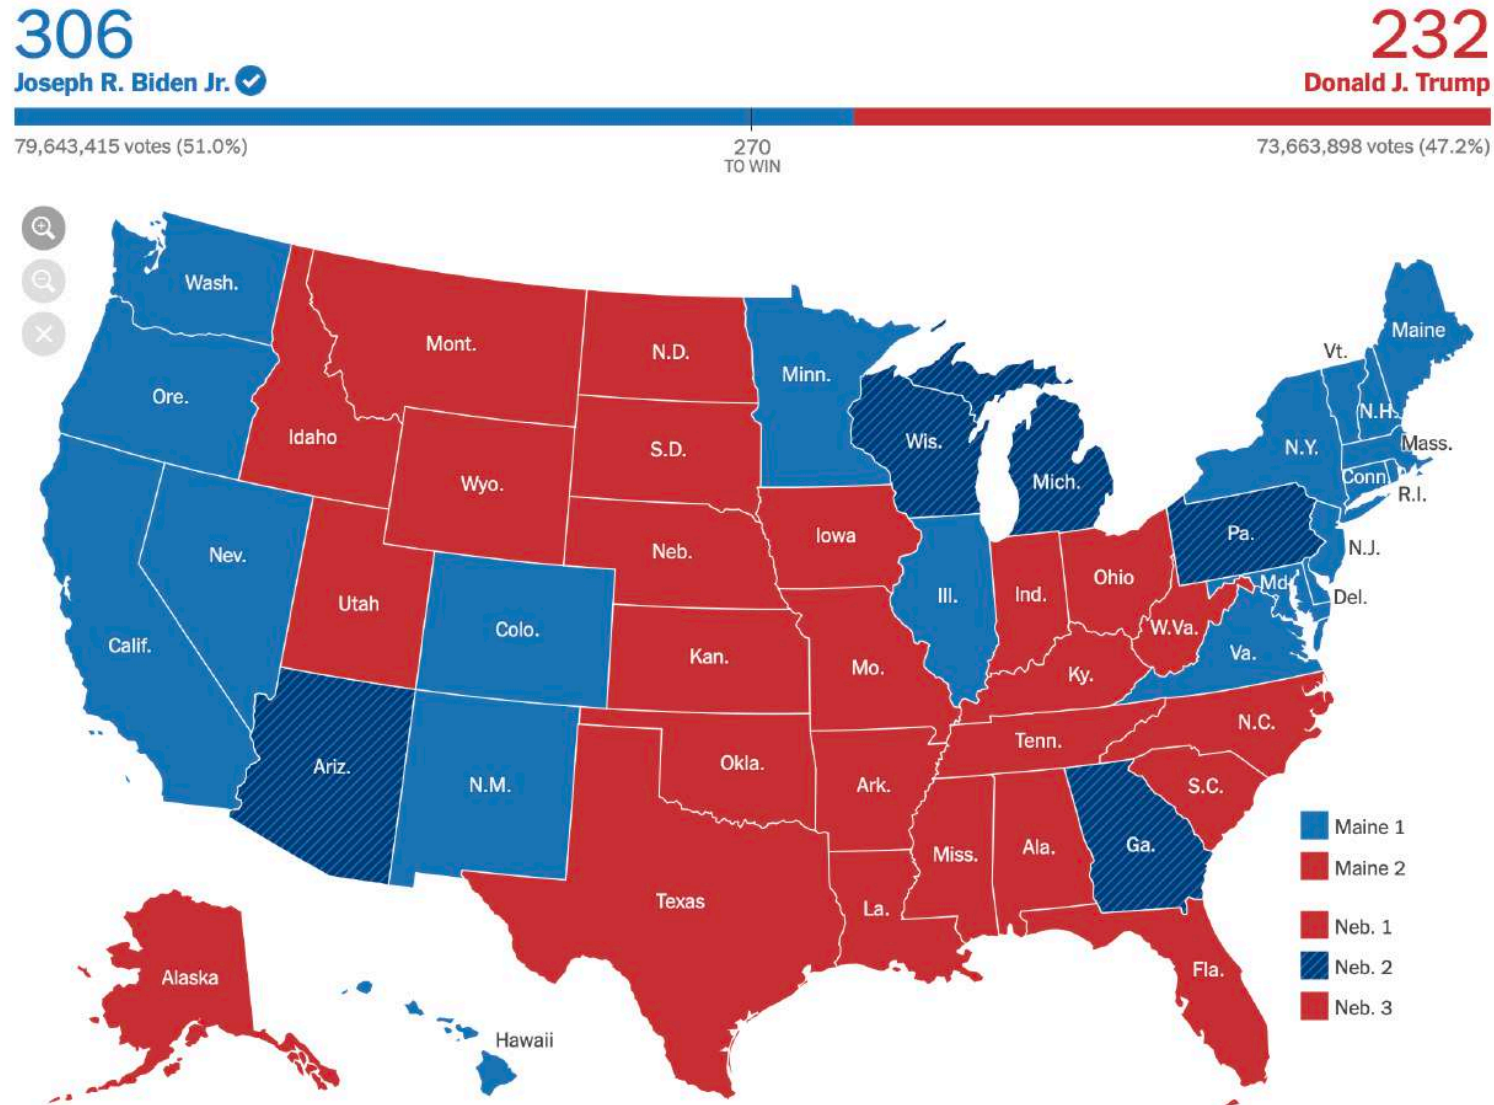 306
232
Joseph R. Biden Jr.
Donald J. Trump
79,643,415 votes (51.0%)
270
TO WIN
73,663,898 votes (47.2%)
Wash.
Ore.
Calif.
Nev.
Idaho
Mont.
Wyo.
Utah
Colo.
Ariz.
N.M.
N.D.
S.D.
Neb.
Kan.
Okla.
Texas
Minn.
Iowa
Mo.
Ark.
La.
Wis.
Ill.
Mich.
Ind.
Ohio
Ky.
Tenn.
Miss.
Ala.
Ga.
Fla.
S.C.
N.C.
Va.
W.Va.
Md.
Del.
Pa.
N.J.
N.Y.
Conn.
R.I.
Mass.
Vt.
N.H.
Maine
Alaska
Hawaii
Maine 1
Maine 2
Neb. 1
Neb. 2
Neb. 3